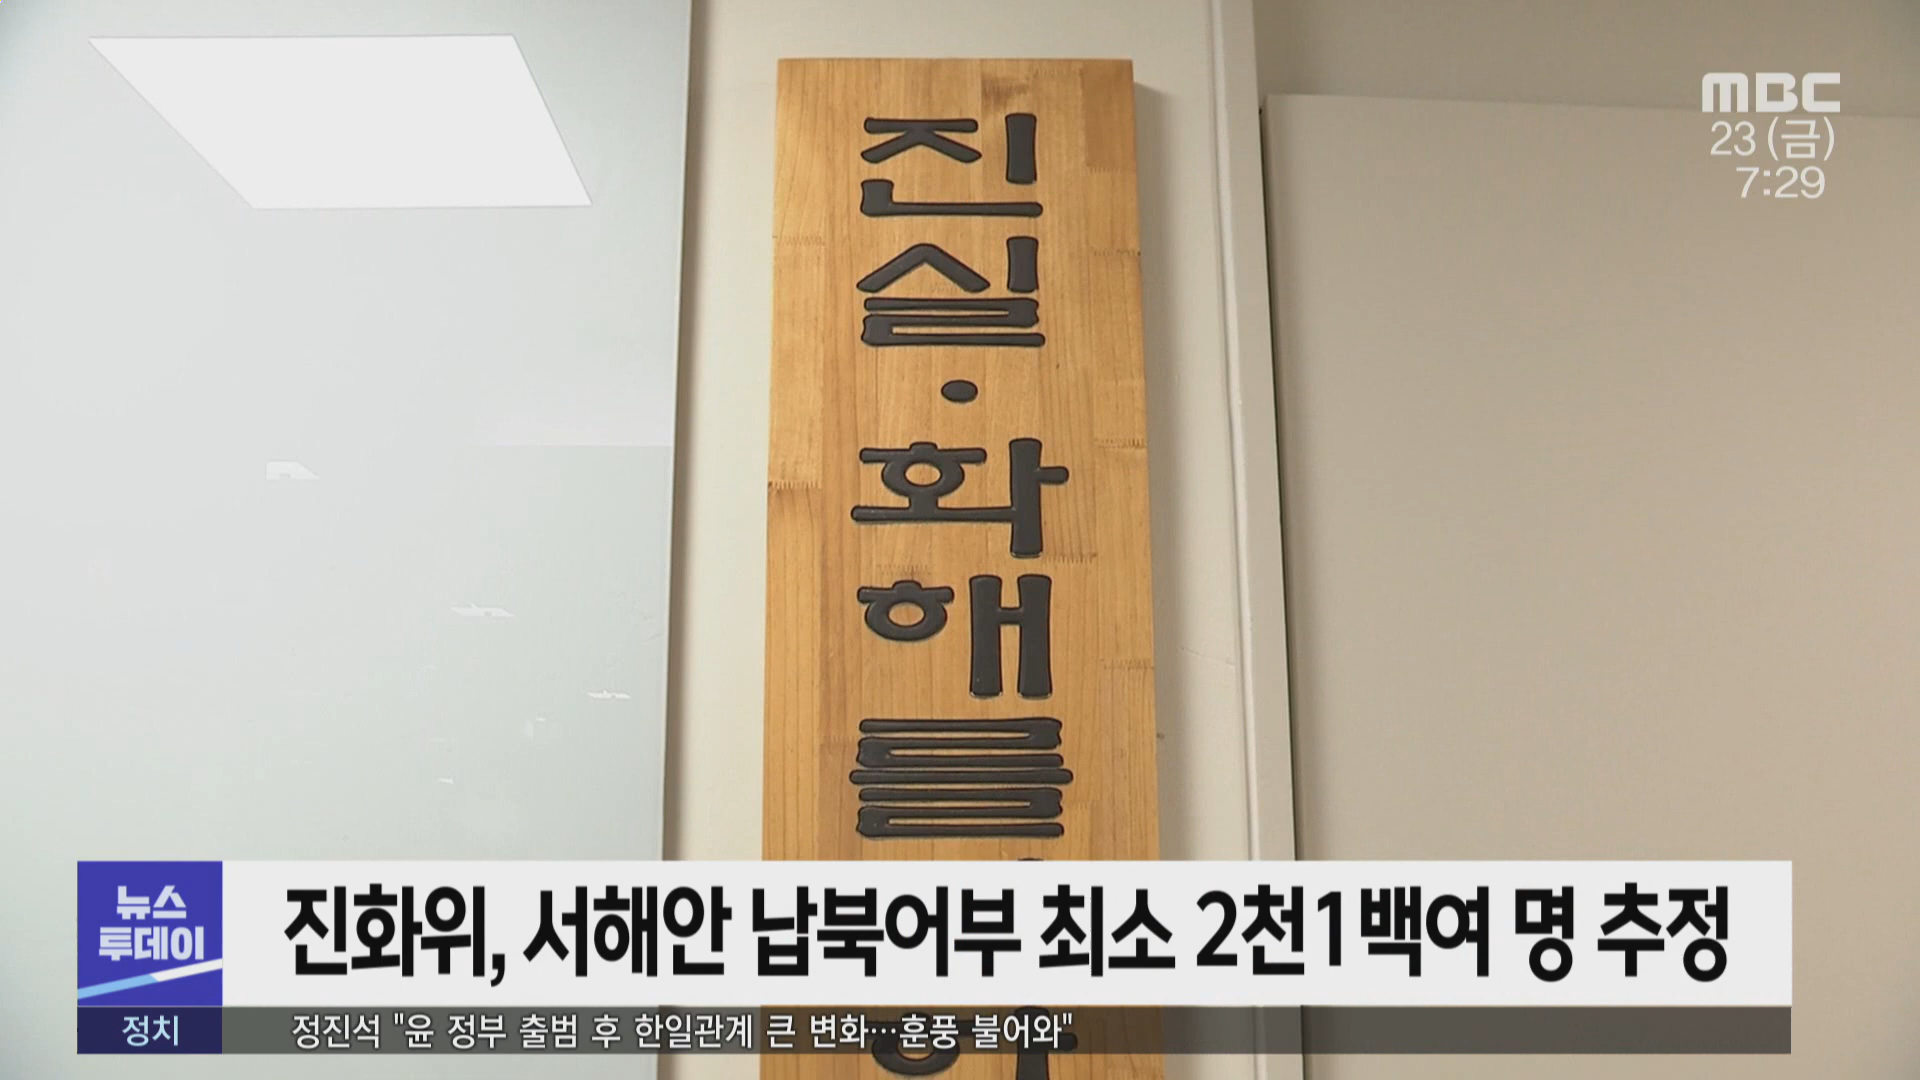 MBC
23 (금)
7:29
진실·화해를
뉴스
투데이
진화위, 서해안 납북어부 최소 2천1백여 명 추정
정치
정진석 "윤 정부 출범 후 한일관계 큰 변화…훈풍 불어와"